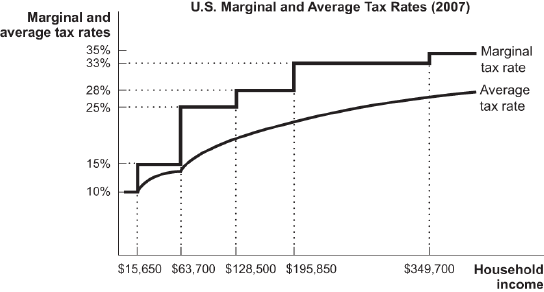 U.S. Marginal and Average Tax Rates (2007)
Marginal and
average tax rates
35%
33%
28%
25%
15%
10%
Marginal
tax rate
Average
tax rate
$15,650 $63,700 $128,500 $195,850 $349,700
Household
income